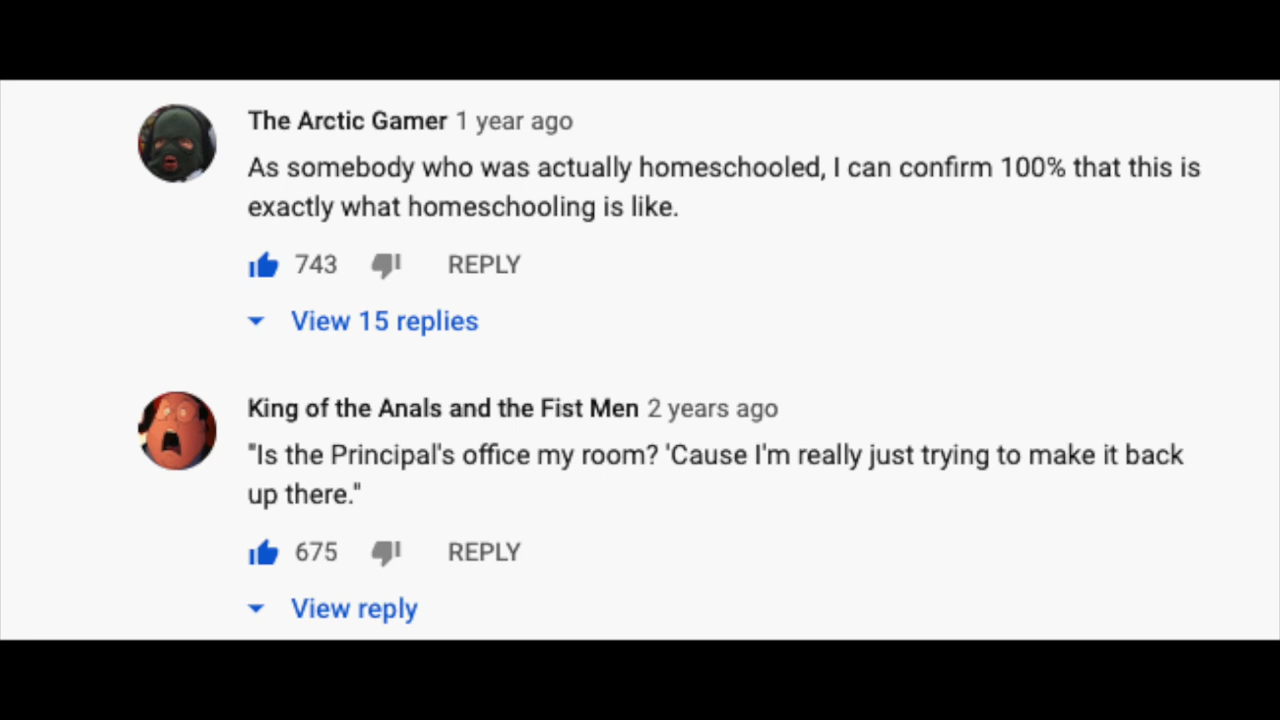 The Arctic Gamer 1 year ago
As somebody who was actually homeschooled, I can confirm 100% that this is
exactly what homeschooling is like.
743 REPLY
View 15 replies
King of the Anals and the Fist Men 2 years ago
"Is the Principal's office my room? 'Cause I'm really just trying to make it back
up there."
675 REPLY
View reply